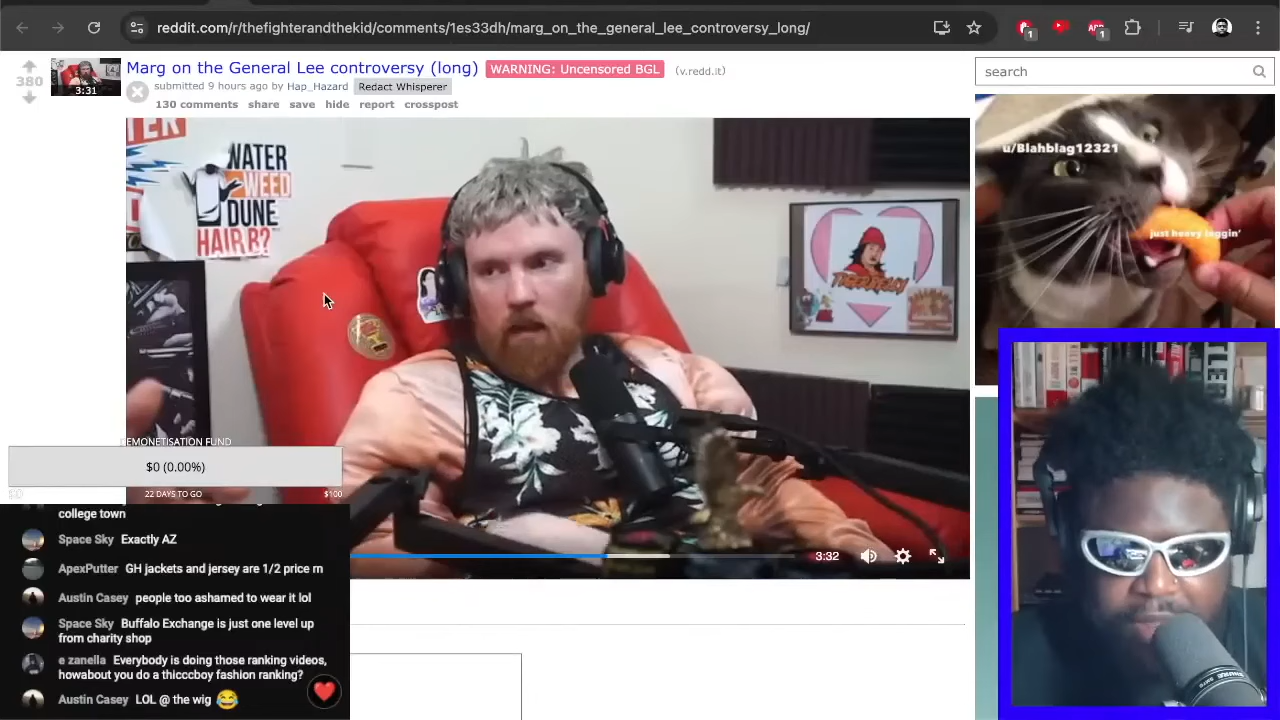 reddit.com/r/thefighterandthekid/comments/1es33dh/marg_on_the_general_lee_controversy_long/
1
1
380
3:31
Marg on the General Lee controversy (long)
WARNING: Uncensored BGL
(v.redd.it)
submitted 9 hours ago by Hap_Hazard Redact Whisperer
130 comments share save hide report crosspost
search
WATER
WEED
DUNE
HAIR B?
TIGERBELLY
u/Blahblag12321
just heavy joggin'
EMONETISATION FUND
$0 (0.00%)
$0
22 DAYS TO GO
$100
college town
Space Sky Exactly AZ
ApexPutter GH jackets and jersey are 1/2 price rn
Austin Casey people too ashamed to wear it lol
Space Sky Buffalo Exchange is just one level up
from charity shop
e zanella Everybody is doing those ranking videos,
howabout you do a thicccboy fashion ranking?
Austin Casey LOL @ the wig 😂
3:32